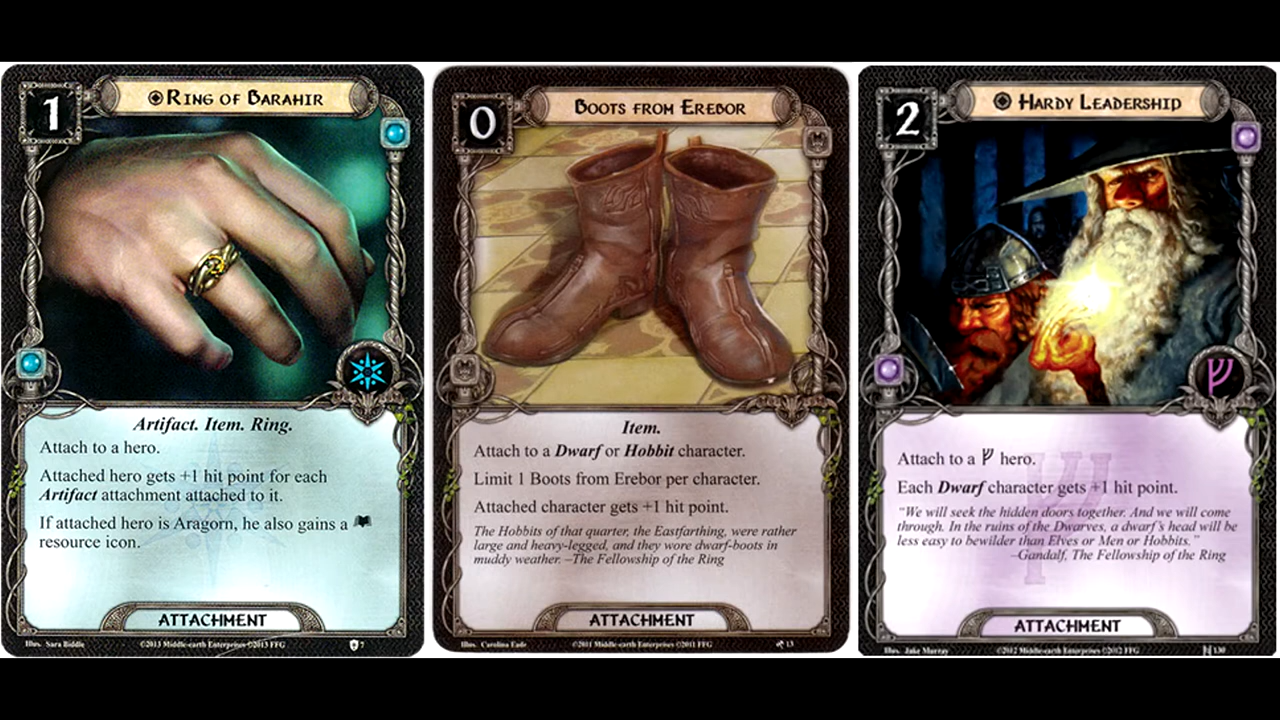 1
RING OF BARAHIR
Artifact. Item. Ring.
Attach to a hero.
Attached hero gets +1 hit point for each
Artifact attachment attached to it.
If attached hero is Aragorn, he also gains a
resource icon.
ATTACHMENT
Illus. Sara Biddle ©2013 Middle-earth Enterprises ©2013 FFG 7
0
BOOTS FROM EREBOR
Item.
Attach to a Dwarf or Hobbit character.
Limit 1 Boots from Erebor per character.
Attached character gets +1 hit point.
The Hobbits of that quarter, the Eastfarthing, were rather
large and heavy-legged, and they wore dwarf-boots in
muddy weather. –The Fellowship of the Ring
ATTACHMENT
Illus. Carolina Eade ©2011 Middle-earth Enterprises ©2011 FFG 13
2
HARDY LEADERSHIP
Attach to a ᚠ hero.
Each Dwarf character gets +1 hit point.
“We will seek the hidden doors together. And we will come
through. In the ruins of the Dwarves, a dwarf’s head will be
less easy to bewilder than Elves or Men or Hobbits.”
–Gandalf, The Fellowship of the Ring
ATTACHMENT
Illus. Jake Murray ©2012 Middle-earth Enterprises ©2012 FFG 130